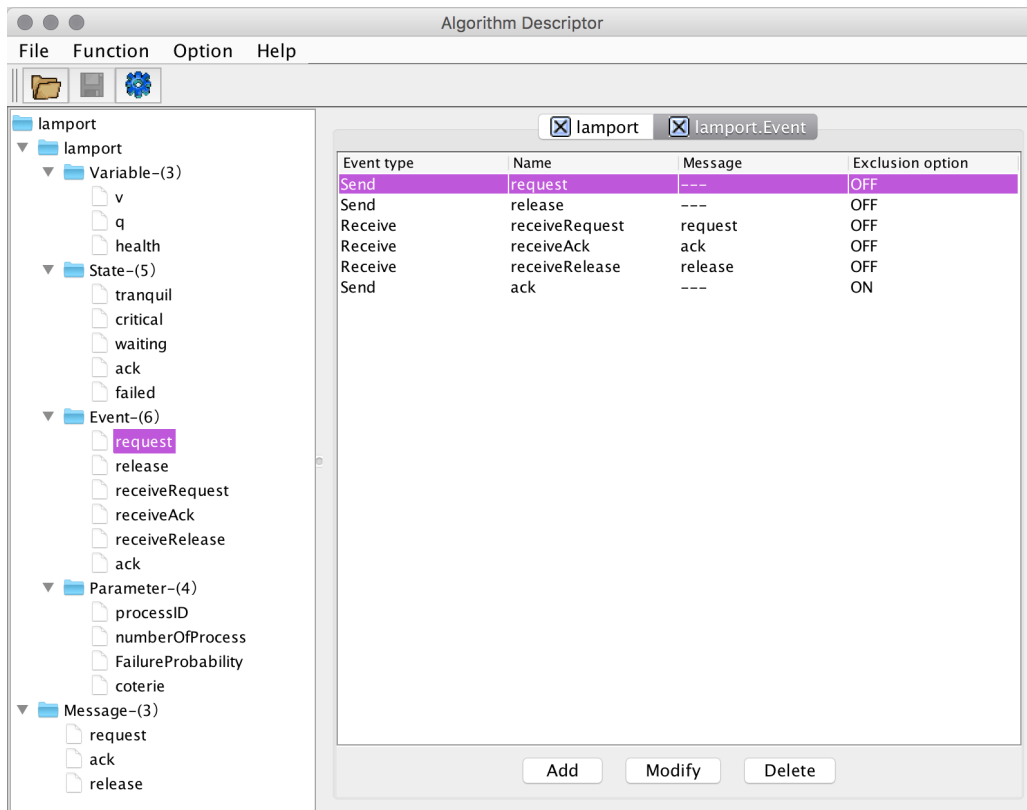 Algorithm Descriptor
File Function Option Help
lamport
lamport
Variable-(3)
v
q
health
State-(5)
tranquil
critical
waiting
ack
failed
Event-(6)
request
release
receiveRequest
receiveAck
receiveRelease
ack
Parameter-(4)
processID
numberOfProcess
FailureProbability
coterie
Message-(3)
request
ack
release
lamport lamport.Event
Event type Name Message Exclusion option
Send request --- OFF
Send release --- OFF
Receive receiveRequest request OFF
Receive receiveAck ack OFF
Receive receiveRelease release OFF
Send ack --- ON
Add Modify Delete